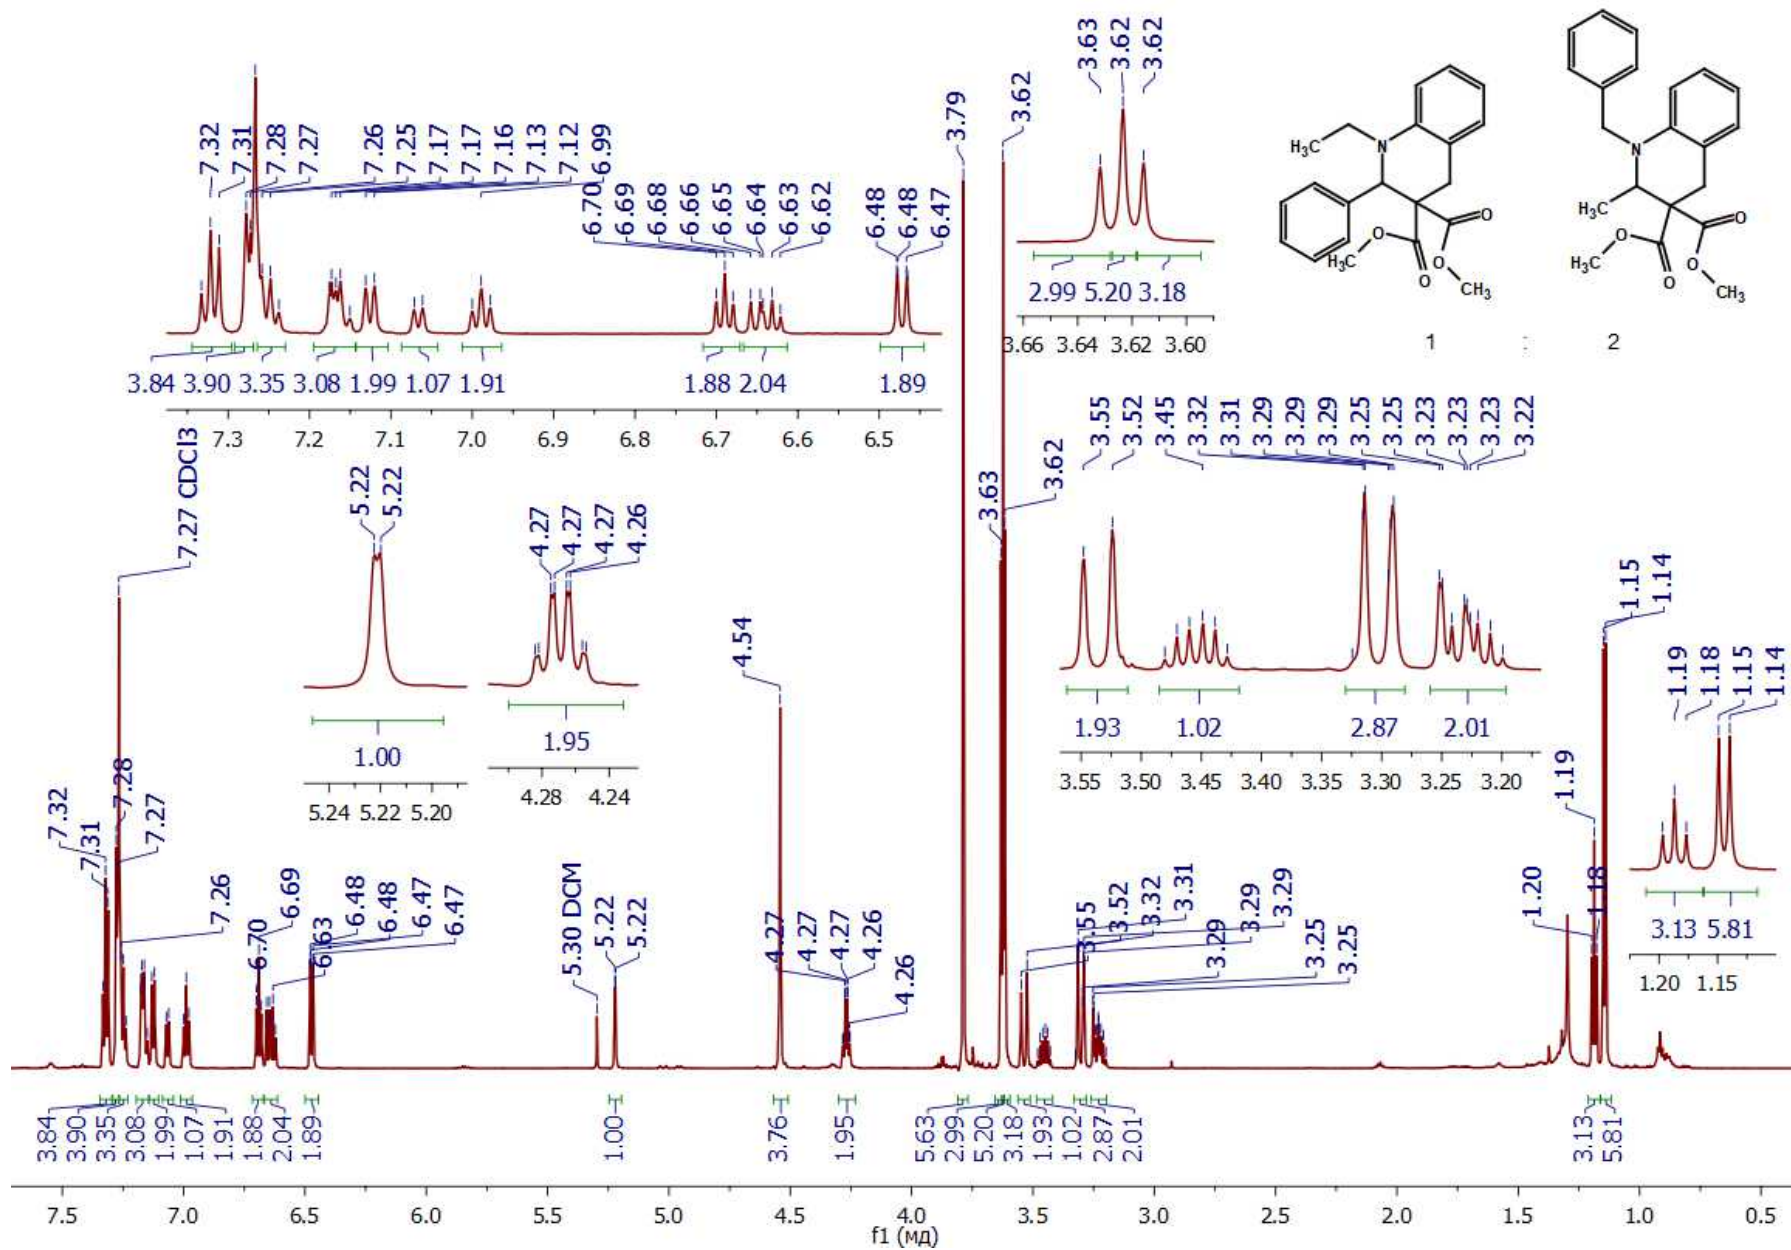 3.63 3.62 3.62
3.79
3.62
7.32 7.31 7.28 7.27 7.26 7.25 7.17 7.17 7.16 7.13 7.12 6.99
6.70 6.69 6.68 6.66 6.65 6.64 6.63 6.62
6.48 6.48 6.47
3.84 3.90 3.35 3.08 1.99 1.07 1.91 1.88 2.04 1.89
7.3 7.2 7.1 7.0 6.9 6.8 6.7 6.6 6.5
2.99 5.20 3.18
3.66 3.64 3.62 3.60
H₃C N O O H₃C O O CH₃
N H₃C O O H₃C O O CH₃
1 : 2
7.27 CDCl3
5.22 5.22
1.00
5.24 5.22 5.20
4.27 4.27 4.27 4.26
1.95
4.28 4.24
3.63
3.62
3.55 3.52 3.45 3.32 3.31 3.29 3.29 3.29 3.25 3.25 3.23 3.23 3.23 3.22
1.93 1.02 2.87 2.01
3.55 3.50 3.45 3.40 3.35 3.30 3.25 3.20
1.15 1.14
1.19 1.18 1.15 1.14
3.13 5.81
1.20 1.15
7.32 7.31 7.28 7.27
7.26
6.70 6.69 6.63 6.48 6.48 6.47 6.47
5.30 DCM
5.22 5.22
4.54
4.27 4.27 4.27 4.26 4.26
3.55 3.52 3.32 3.31 3.29 3.29 3.29 3.25 3.25
1.20 1.19 1.18
3.84 3.90 3.35 3.08 1.99 1.07 1.91 1.88 2.04 1.89 1.00 3.76 1.95 5.63 2.99 5.20 3.18 1.93 1.02 2.87 2.01 3.13 5.81
7.5 7.0 6.5 6.0 5.5 5.0 4.5 4.0 3.5 3.0 2.5 2.0 1.5 1.0 0.5
f1 (мд)